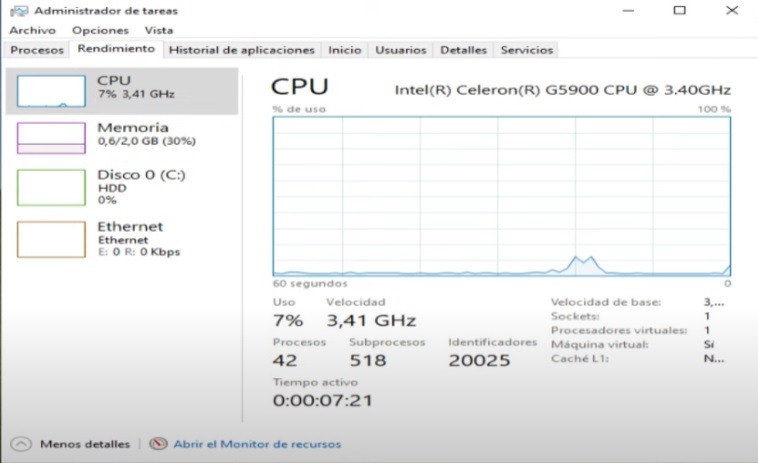 Administrador de tareas
Archivo Opciones Vista
Procesos Rendimiento Historial de aplicaciones Inicio Usuarios Detalles Servicios
CPU
7% 3,41 GHz
Memoria
0,6/2,0 GB (30%)
Disco 0 (C:)
HDD
0%
Ethernet
Ethernet
E: 0 R: 0 Kbps
CPU Intel(R) Celeron(R) G5900 CPU @ 3.40GHz
% de uso 100 %
60 segundos 0
Uso Velocidad
7% 3,41 GHz
Procesos Subprocesos Identificadores
42 518 20025
Tiempo activo
0:00:07:21
Velocidad de base: 3,...
Sockets: 1
Procesadores virtuales: 1
Máquina virtual: Sí
Caché L1: N...
Menos detalles Abrir el Monitor de recursos